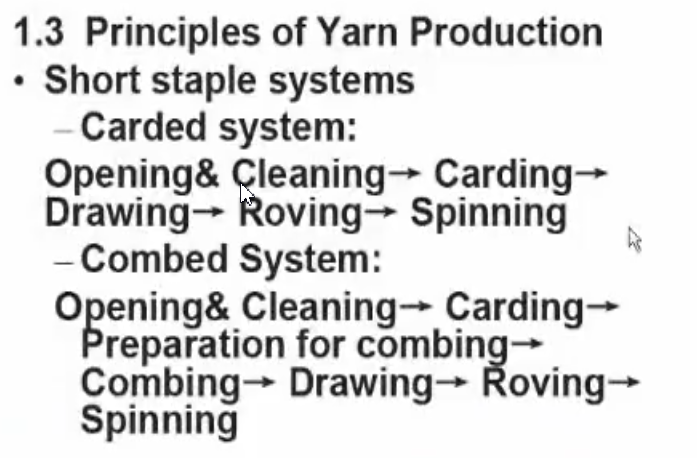 1.3 Principles of Yarn Production
• Short staple systems
– Carded system:
Opening& Cleaning→ Carding→
Drawing→ Roving→ Spinning
– Combed System:
Opening& Cleaning→ Carding→
Preparation for combing→
Combing→ Drawing→ Roving→
Spinning